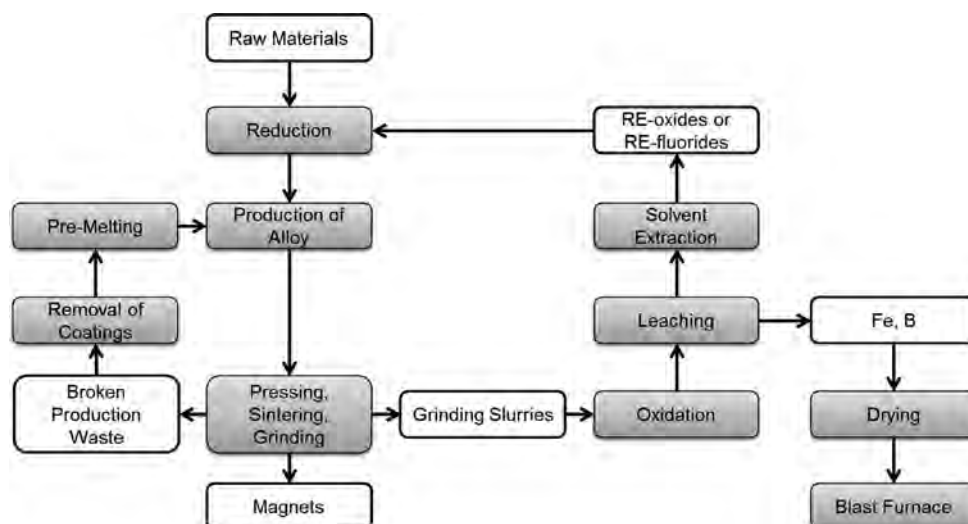 Raw Materials
Reduction
RE-oxides or
RE-fluorides
Pre-Melting
Production of
Alloy
Solvent
Extraction
Removal of
Coatings
Leaching
Fe, B
Broken
Production
Waste
Pressing,
Sintering,
Grinding
Grinding Slurries
Oxidation
Drying
Magnets
Blast Furnace